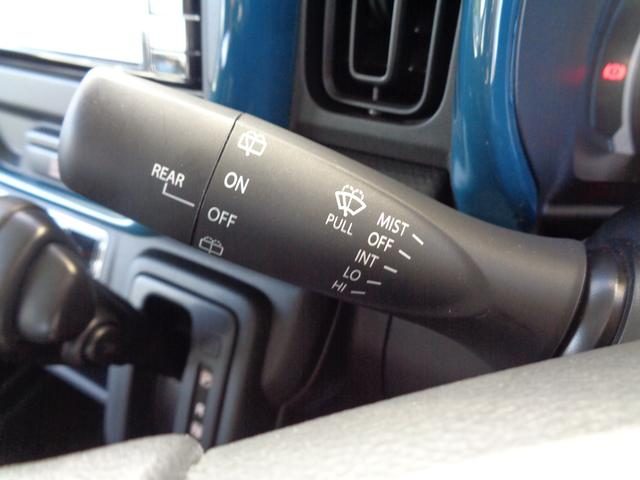 REAR
ON
OFF
PULL
MIST
OFF
INT
LO
HI